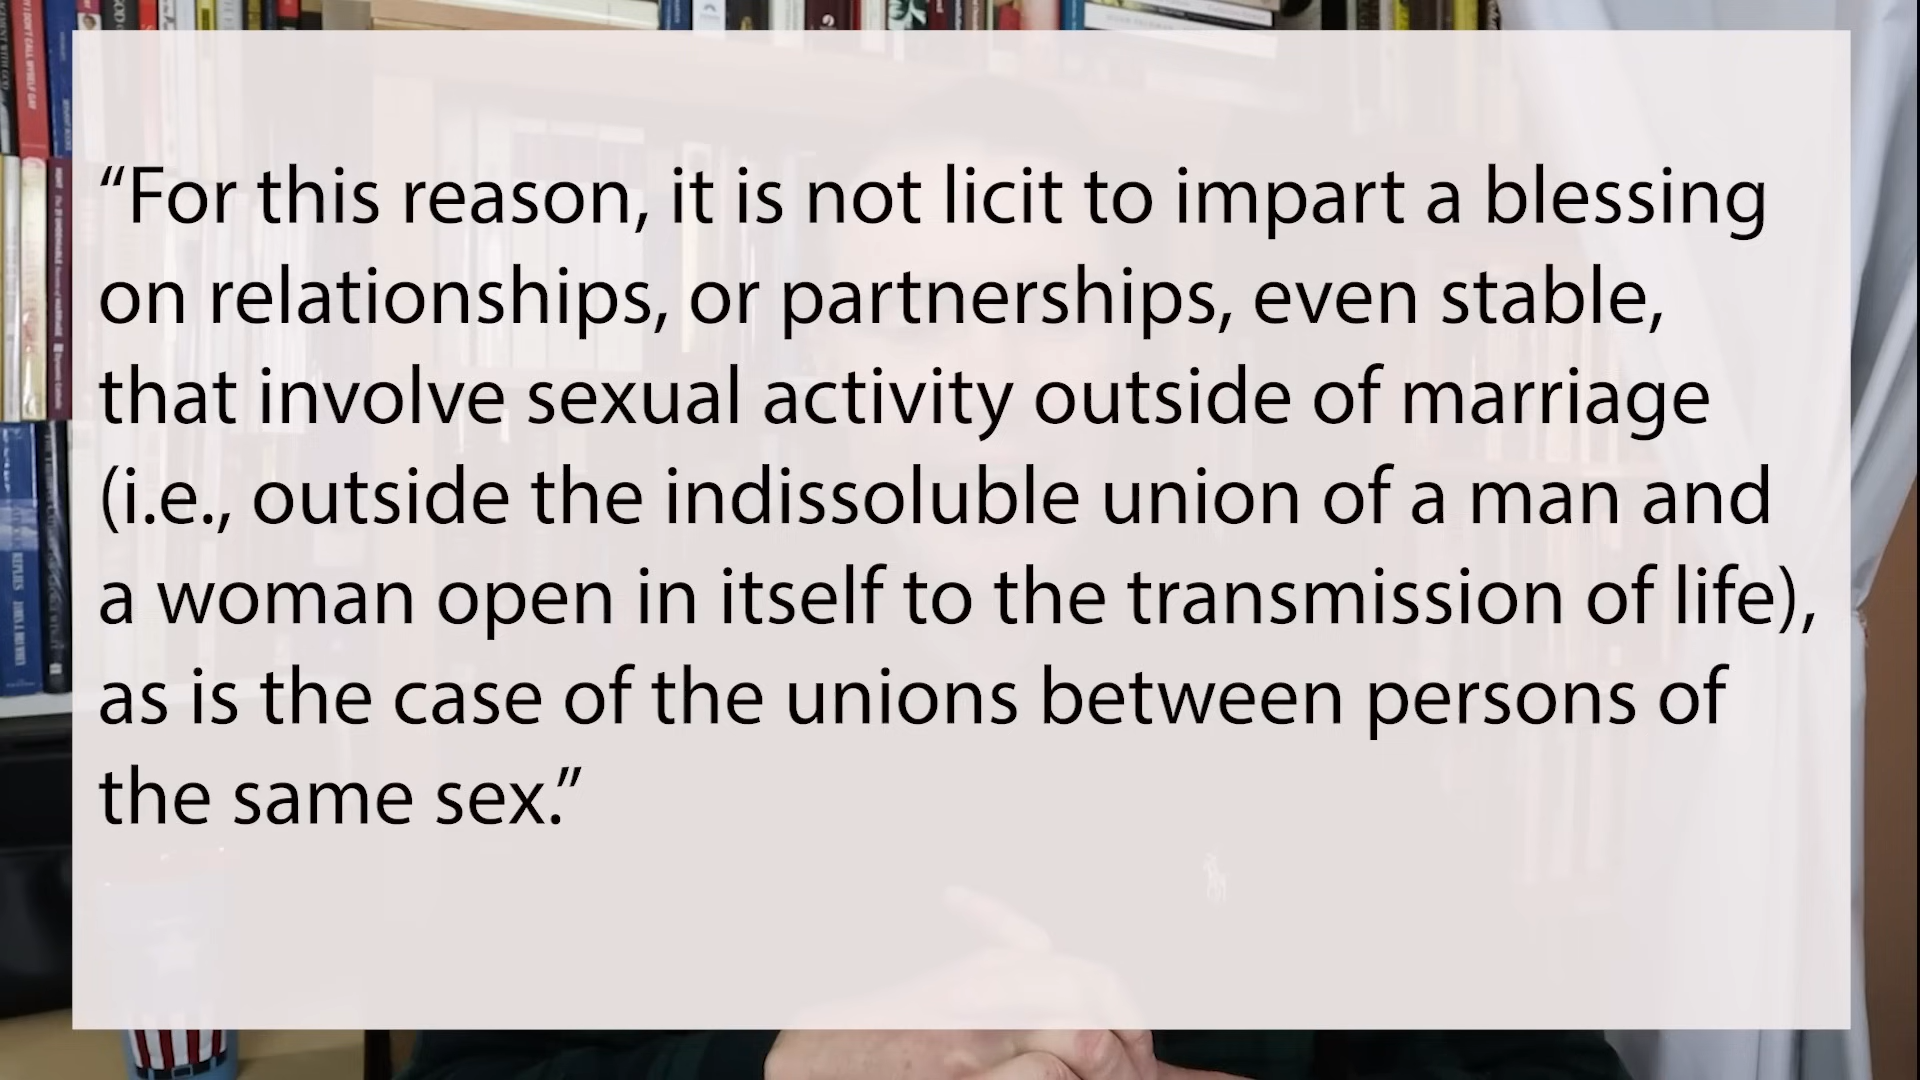 “For this reason, it is not licit to impart a blessing
on relationships, or partnerships, even stable,
that involve sexual activity outside of marriage
(i.e., outside the indissoluble union of a man and
a woman open in itself to the transmission of life),
as is the case of the unions between persons of
the same sex.”